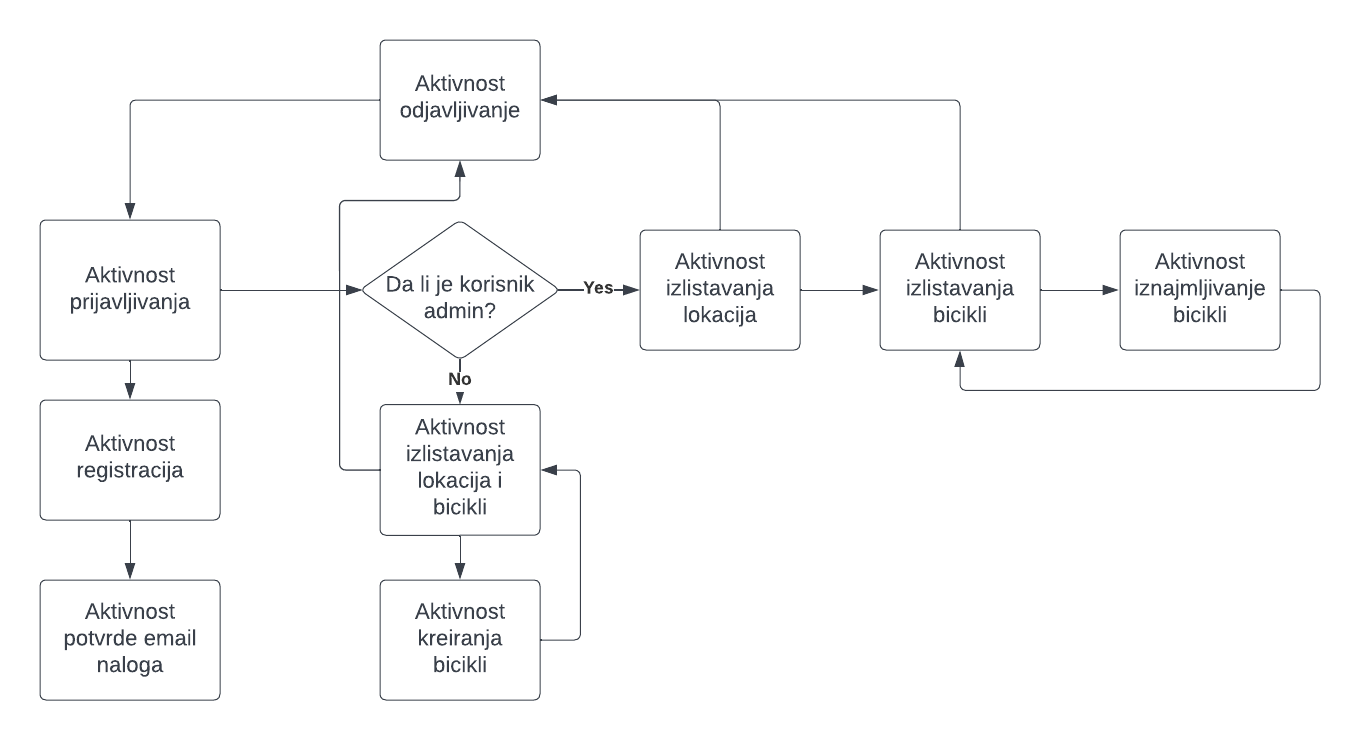 Aktivnost
odjavljivanje
Aktivnost
prijavljivanja
Da li je korisnik
admin?
Yes
Aktivnost
izlistavanja
lokacija
Aktivnost
izlistavanja
bicikli
Aktivnost
iznajmljivanje
bicikli
No
Aktivnost
registracija
Aktivnost
izlistavanja
lokacija i
bicikli
Aktivnost
potvrde email
naloga
Aktivnost
kreiranja
bicikli